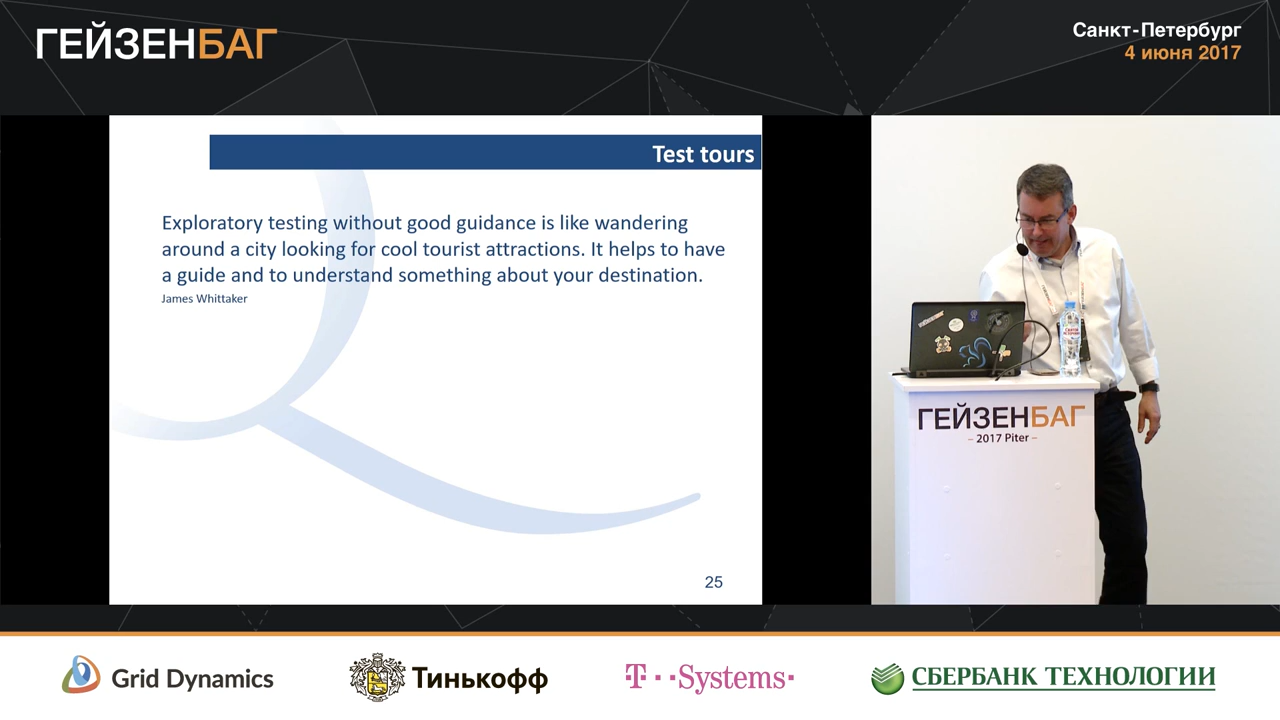 ГЕЙЗЕНБАГ
Санкт-Петербург
4 июня 2017
Test tours
Exploratory testing without good guidance is like wandering
around a city looking for cool tourist attractions. It helps to have
a guide and to understand something about your destination.
James Whittaker
25
ГЕЙЗЕНБАГ
– 2017 Piter –
Grid Dynamics
Тинькофф
T··Systems·
СБЕРБАНК ТЕХНОЛОГИИ